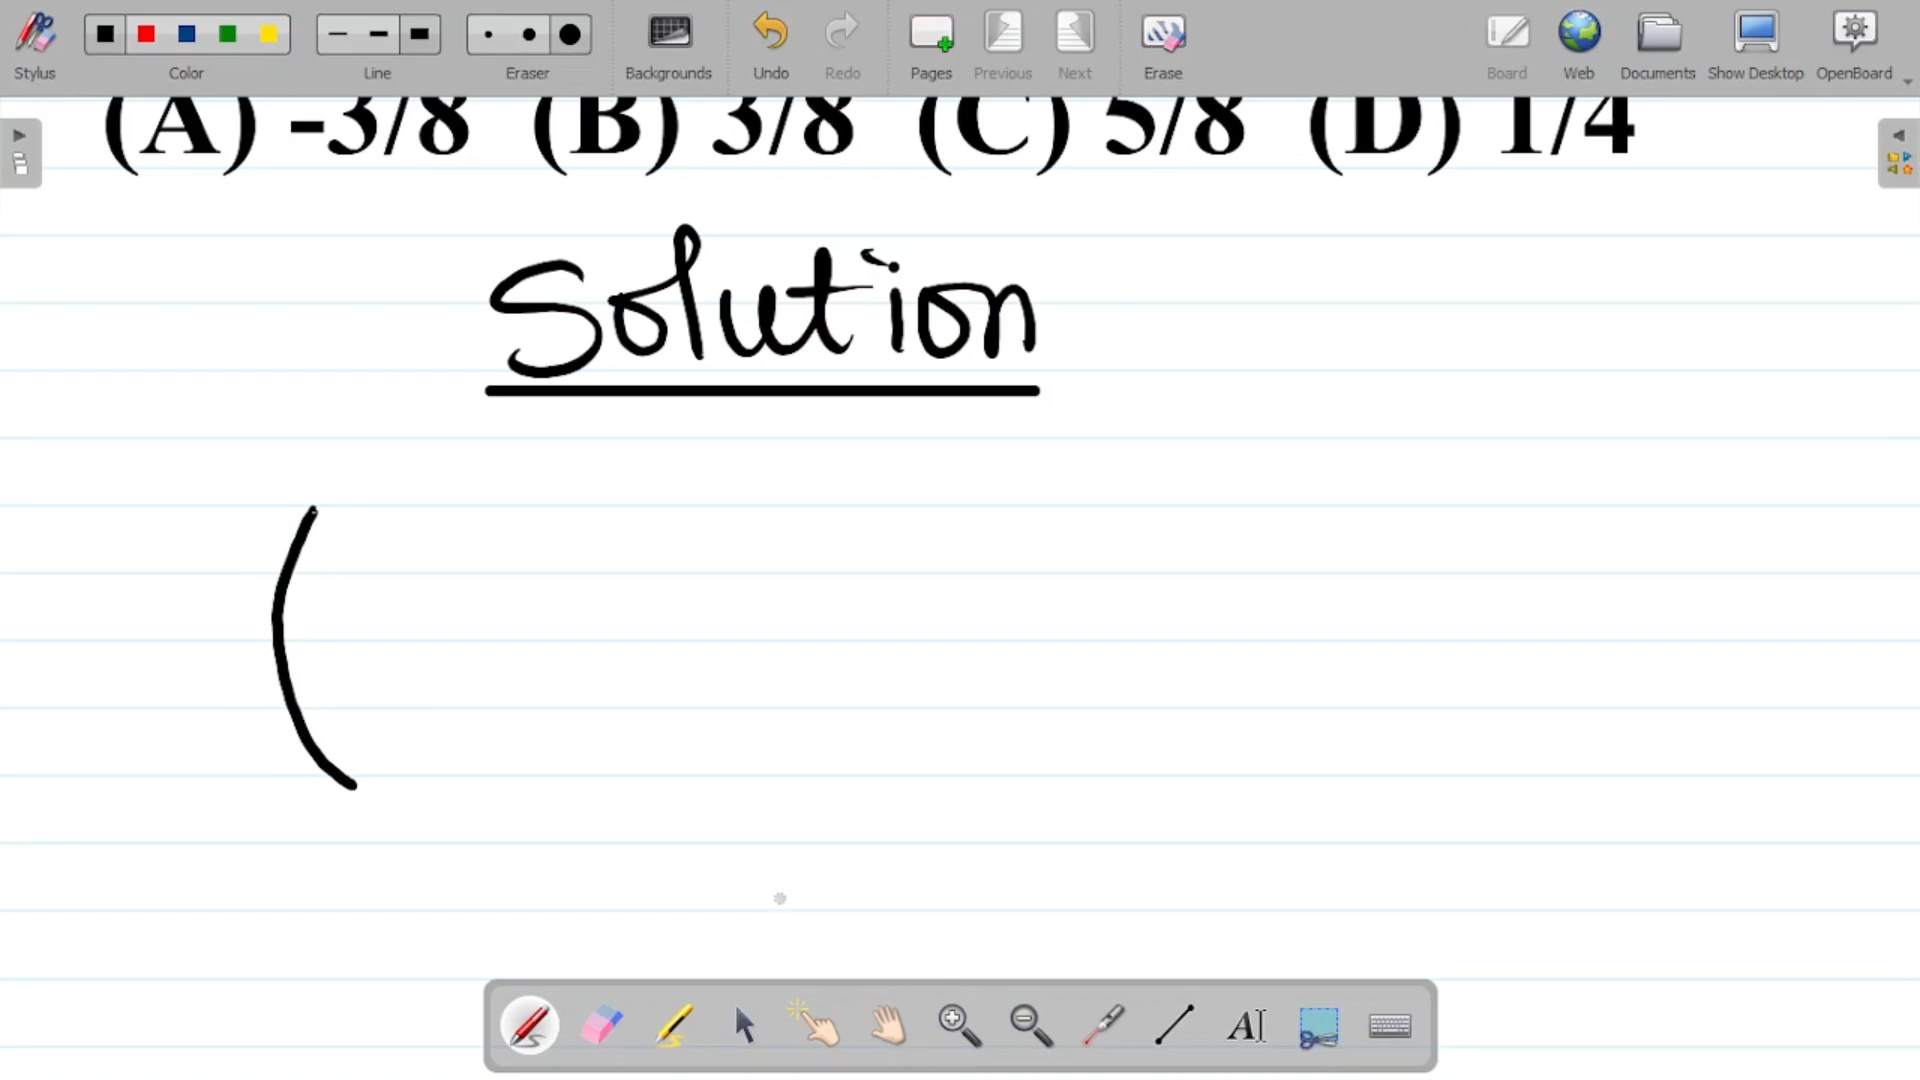 Stylus Color Line Eraser Backgrounds Undo Redo Pages Previous Next Erase Board Web Documents Show Desktop OpenBoard
(A) -3/8 (B) 3/8 (C) 5/8 (D) 1/4
Solution
(